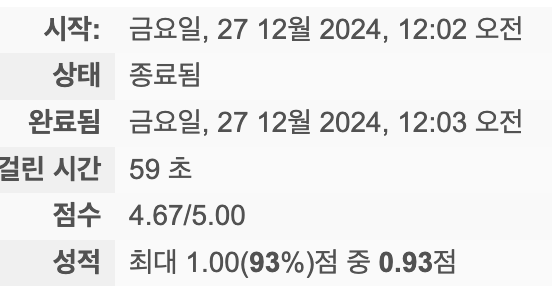 시작: 금요일, 27 12월 2024, 12:02 오전
상태 종료됨
완료됨 금요일, 27 12월 2024, 12:03 오전
걸린 시간 59 초
점수 4.67/5.00
성적 최대 1.00(93%)점 중 0.93점